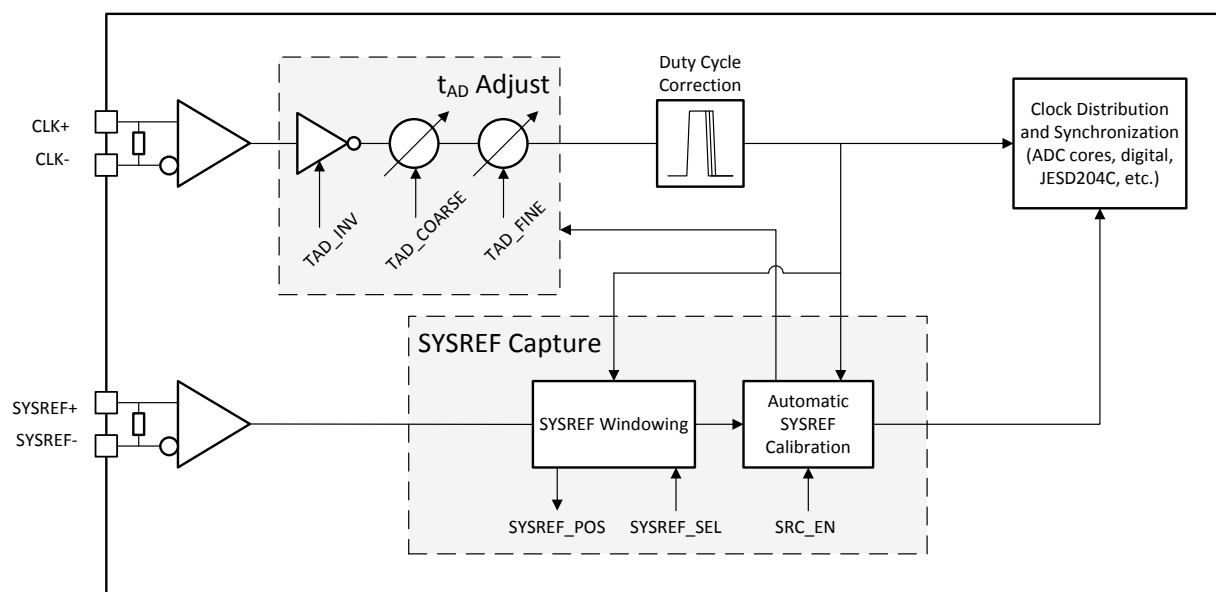 t_AD Adjust
Duty Cycle
Correction
CLK+
CLK-
TAD_INV
TAD_COARSE
TAD_FINE
Clock Distribution
and Synchronization
(ADC cores, digital,
JESD204C, etc.)
SYSREF Capture
SYSREF+
SYSREF-
SYSREF Windowing
Automatic
SYSREF
Calibration
SYSREF_POS
SYSREF_SEL
SRC_EN